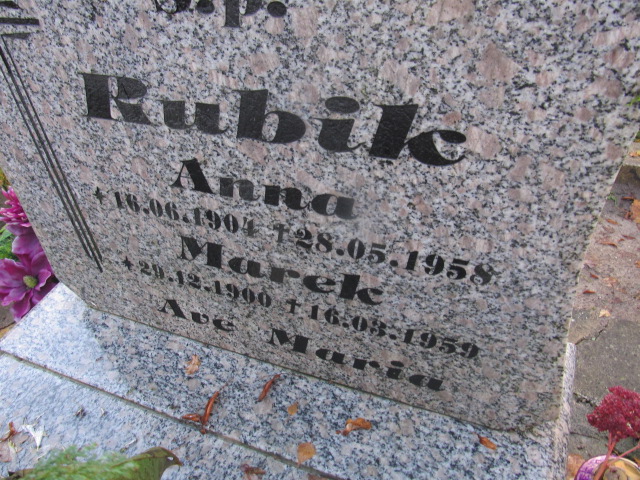 ś.p.
Rubik
Anna
*16.06.1904 †28.05.1958
Marek
*29.12.1900 †16.03.1959
Ave Maria